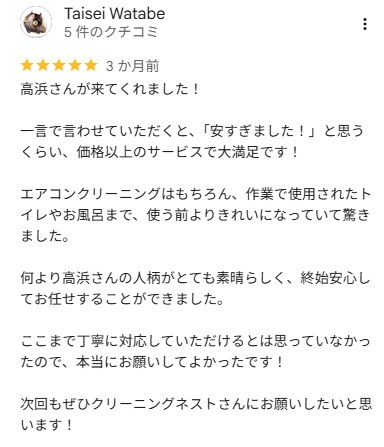 Taisei Watabe
5 件のクチコミ
3 か月前
高浜さんが来てくれました！
一言で言わせていただくと、「安すぎました！」と思う
くらい、価格以上のサービスで大満足です！
エアコンクリーニングはもちろん、作業で使用されたト
イレやお風呂まで、使う前よりきれいになっていて驚き
ました。
何より高浜さんの人柄がとても素晴らしく、終始安心し
てお任せすることができました。
ここまで丁寧に対応していただけるとは思っていなかっ
たので、本当にお願いしてよかったです！
次回もぜひクリーニングネストさんにお願いしたいと思
います！